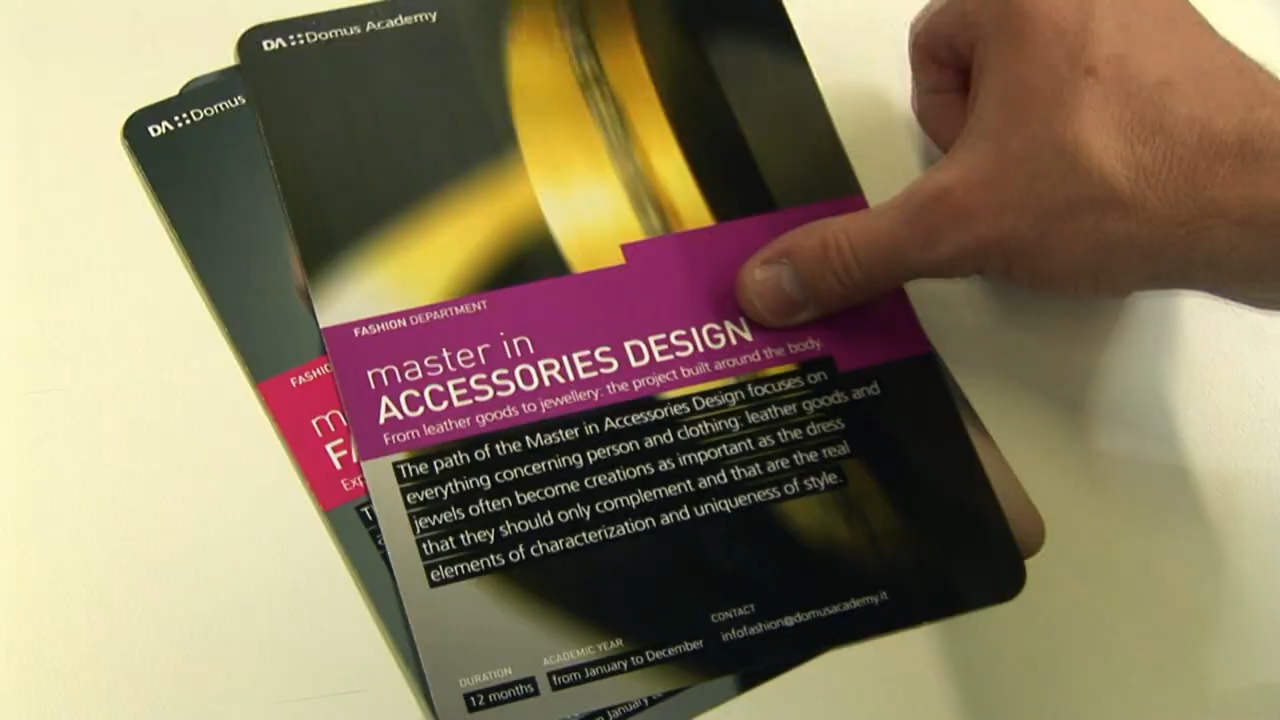 DA::Domus Academy
FASHION DEPARTMENT
master in
ACCESSORIES DESIGN
From leather goods to jewellery: the project built around the body.
The path of the Master in Accessories Design focuses on
everything concerning person and clothing: leather goods and
jewels often become creations as important as the dress
that they should only complement and that are the real
elements of characterization and uniqueness of style.
DURATION
12 months
ACADEMIC YEAR
from January to December
CONTACT
infofashion@domusacademy.it
DA::Domus